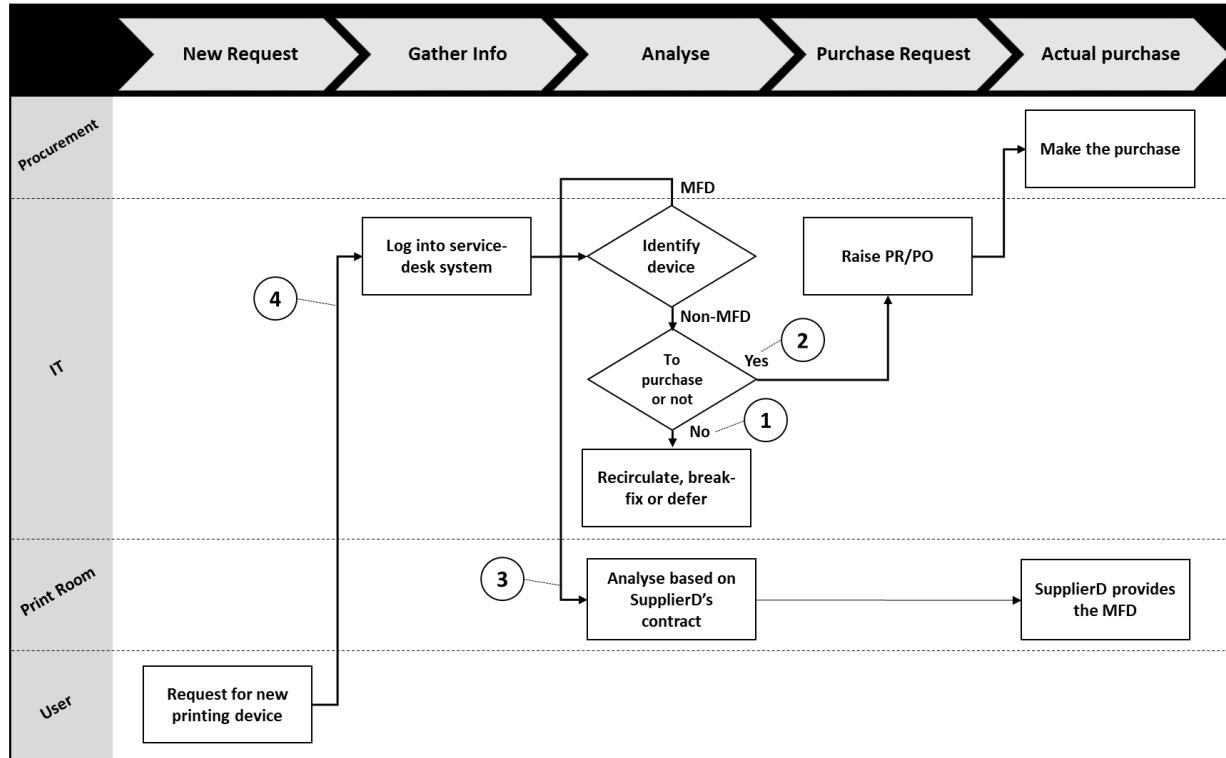 New Request
Gather Info
Analyse
Purchase Request
Actual purchase
Procurement
Make the purchase
MFD
IT
Log into service-
desk system
Identify
device
Raise PR/PO
4
Non-MFD
2
Yes
To
purchase
or not
1
No
Recirculate, break-
fix or defer
Print Room
3
Analyse based on
SupplierD’s
contract
SupplierD provides
the MFD
User
Request for new
printing device